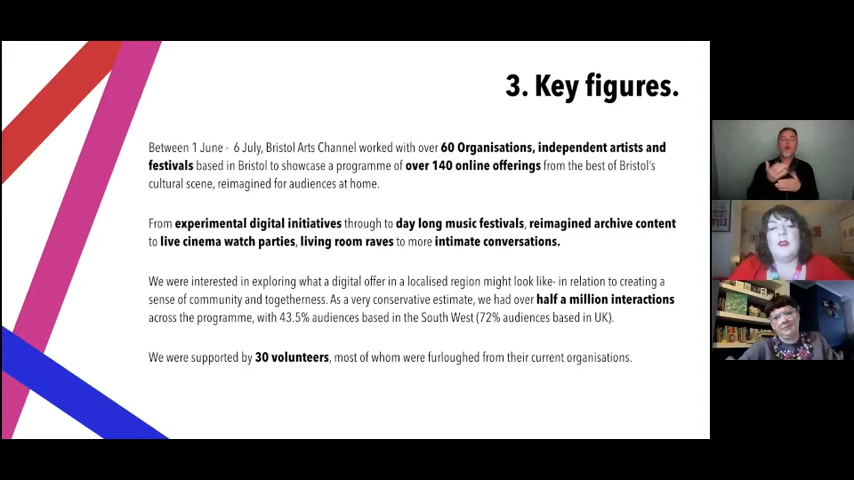 3. Key figures.
Between 1 June - 6 July, Bristol Arts Channel worked with over 60 Organisations, independent artists and
festivals based in Bristol to showcase a programme of over 140 online offerings from the best of Bristol's
cultural scene, reimagined for audiences at home.
From experimental digital initiatives through to day long music festivals, reimagined archive content
to live cinema watch parties, living room raves to more intimate conversations.
We were interested in exploring what a digital offer in a localised region might look like- in relation to creating a
sense of community and togetherness. As a very conservative estimate, we had over half a million interactions
across the programme, with 43.5% audiences based in the South West (72% audiences based in UK).
We were supported by 30 volunteers, most of whom were furloughed from their current organisations.